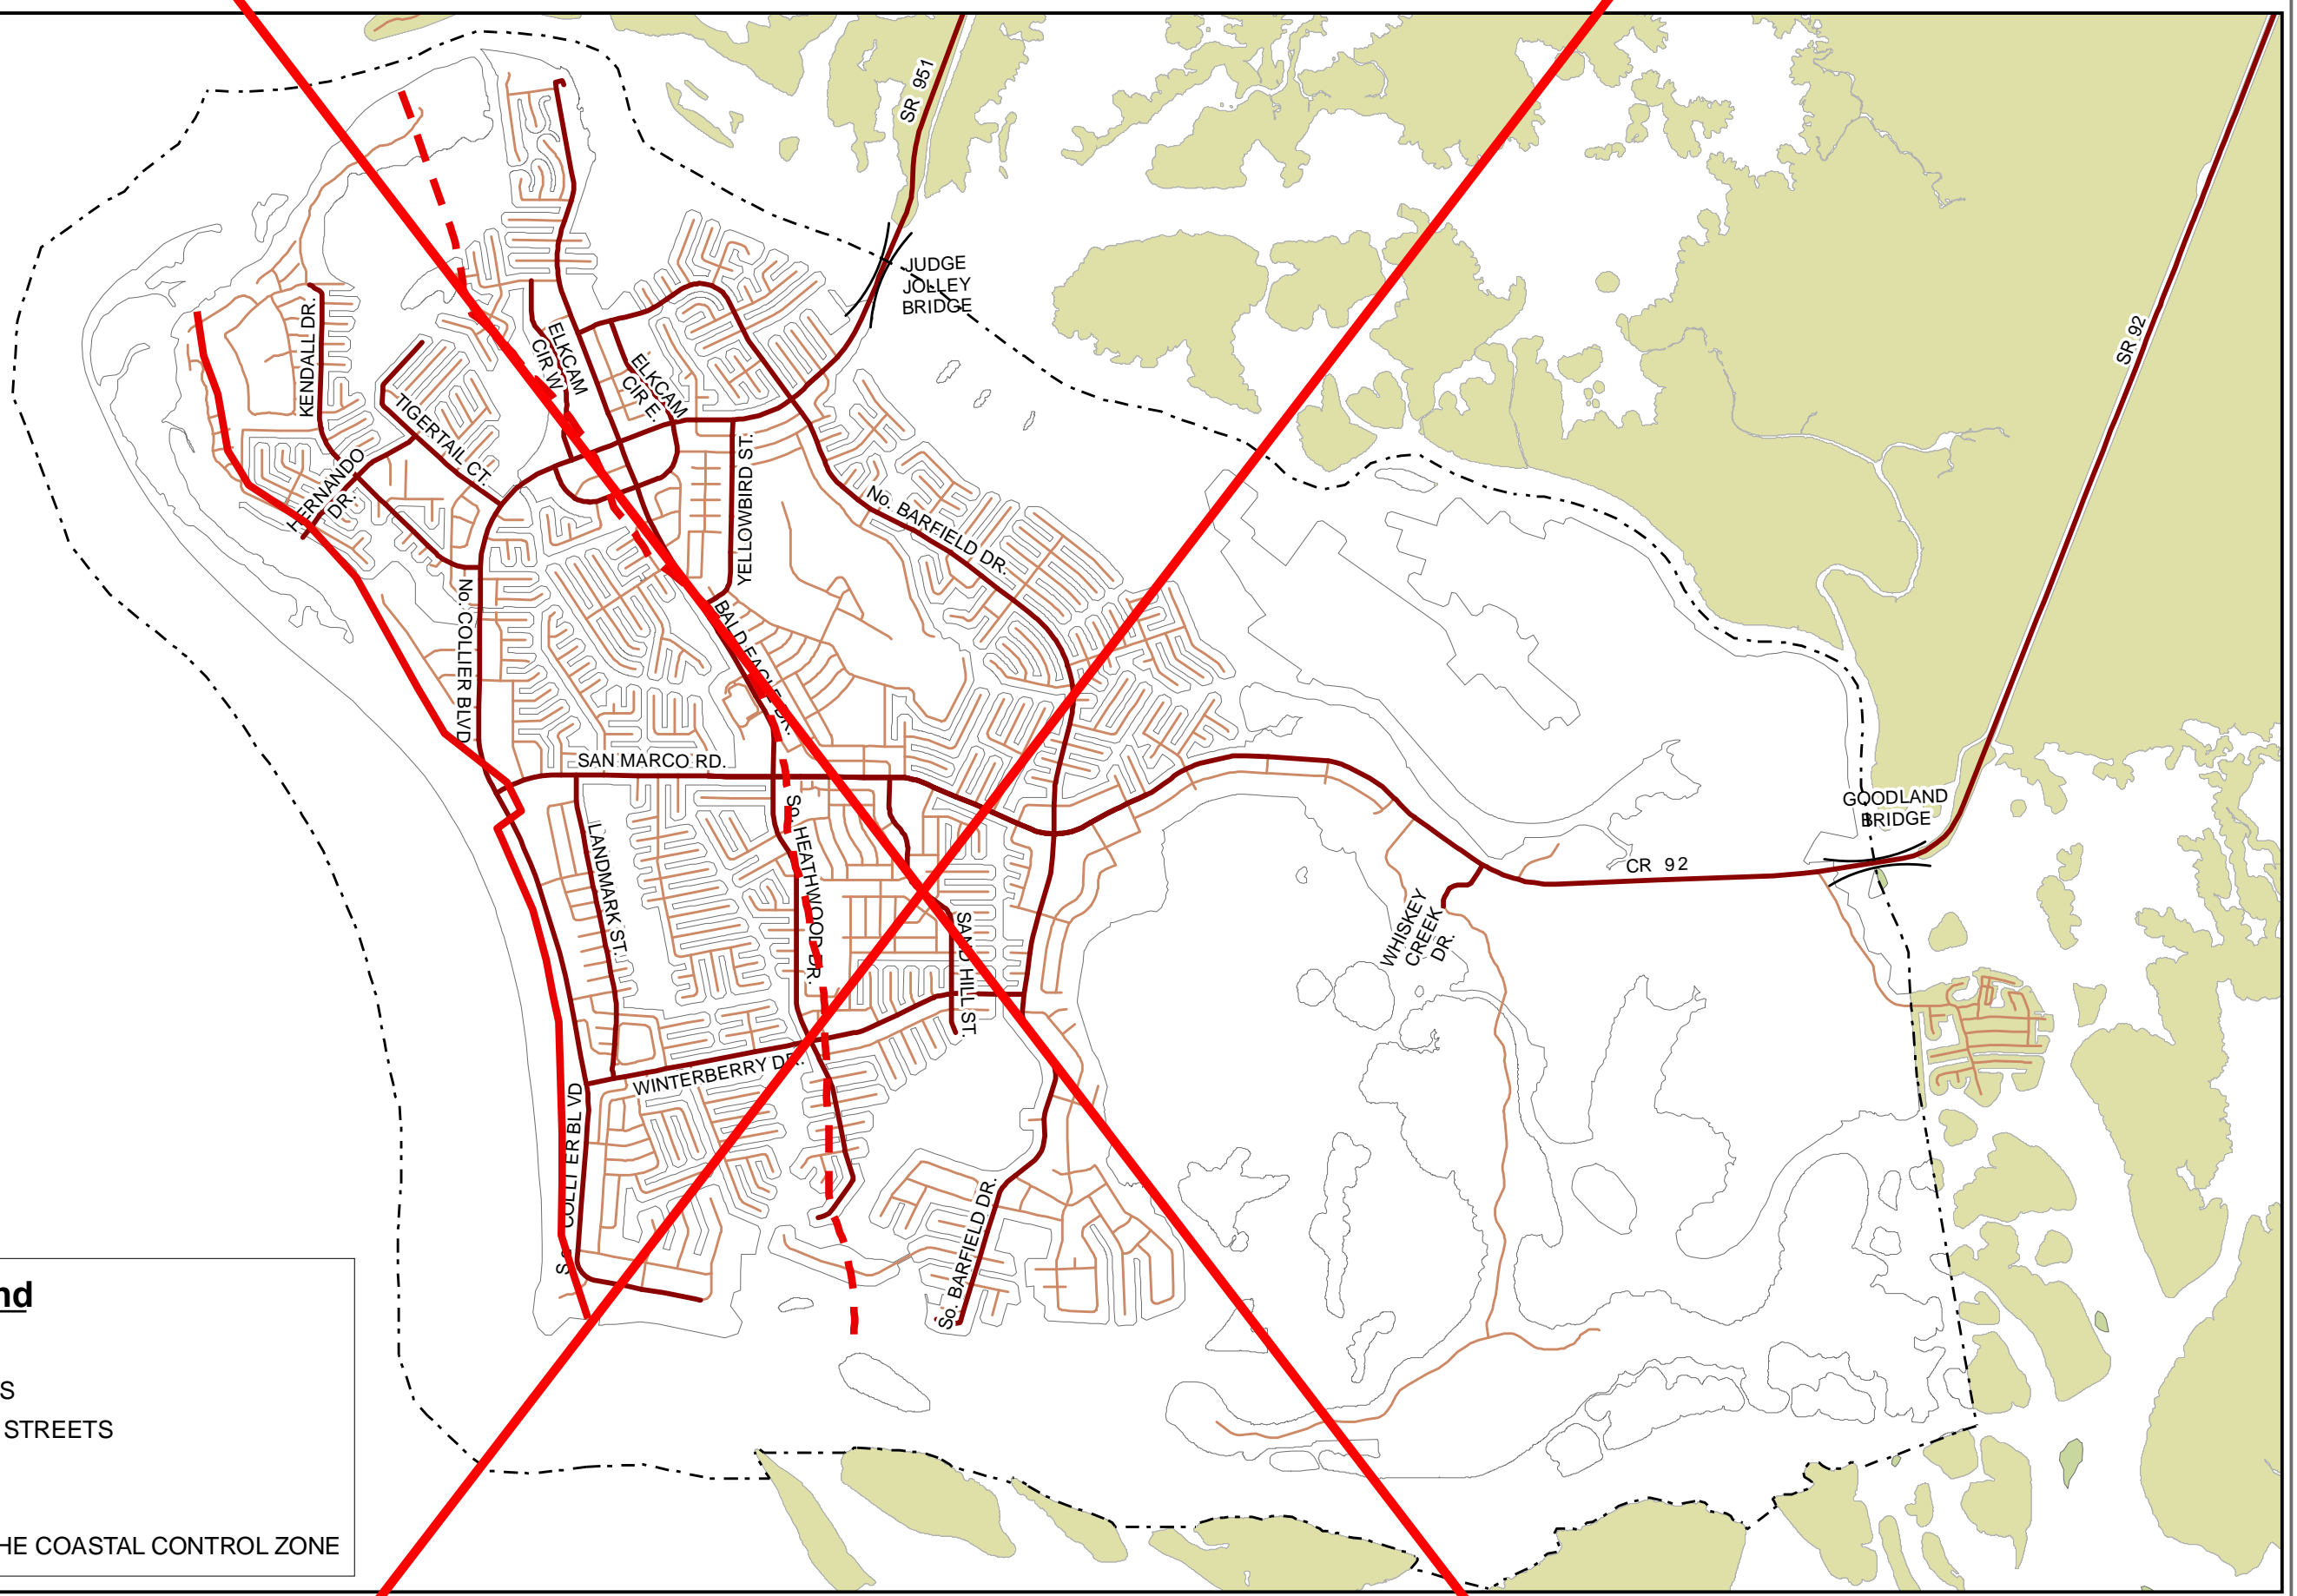 SR 951
JUDGE
JOLLEY
BRIDGE
SR 92
KENDALL DR.
ELKCAM
CIR W.
ELKCAM
CIR E.
TIGERTAIL CT.
HERNANDO
DR.
YELLOWBIRD ST.
No. BARFIELD DR.
No. COLLIER BLVD
BALD EAGLE DR.
SAN MARCO RD.
GOODLAND
BRIDGE
CR 92
LANDMARK ST.
So. HEATHWOOD DR.
SAND HILL ST.
WHISKEY
CREEK
DR.
WINTERBERRY DR.
COLLIER BLVD
So. BARFIELD DR.
nd
S
STREETS
HE COASTAL CONTROL ZONE